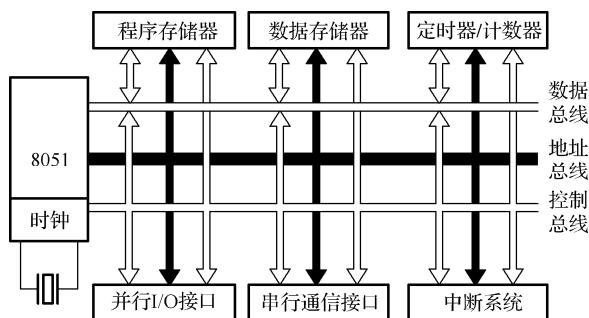 程序存储器
数据存储器
定时器/计数器
数据
总线
8051
地址
总线
时钟
控制
总线
并行I/O接口
串行通信接口
中断系统